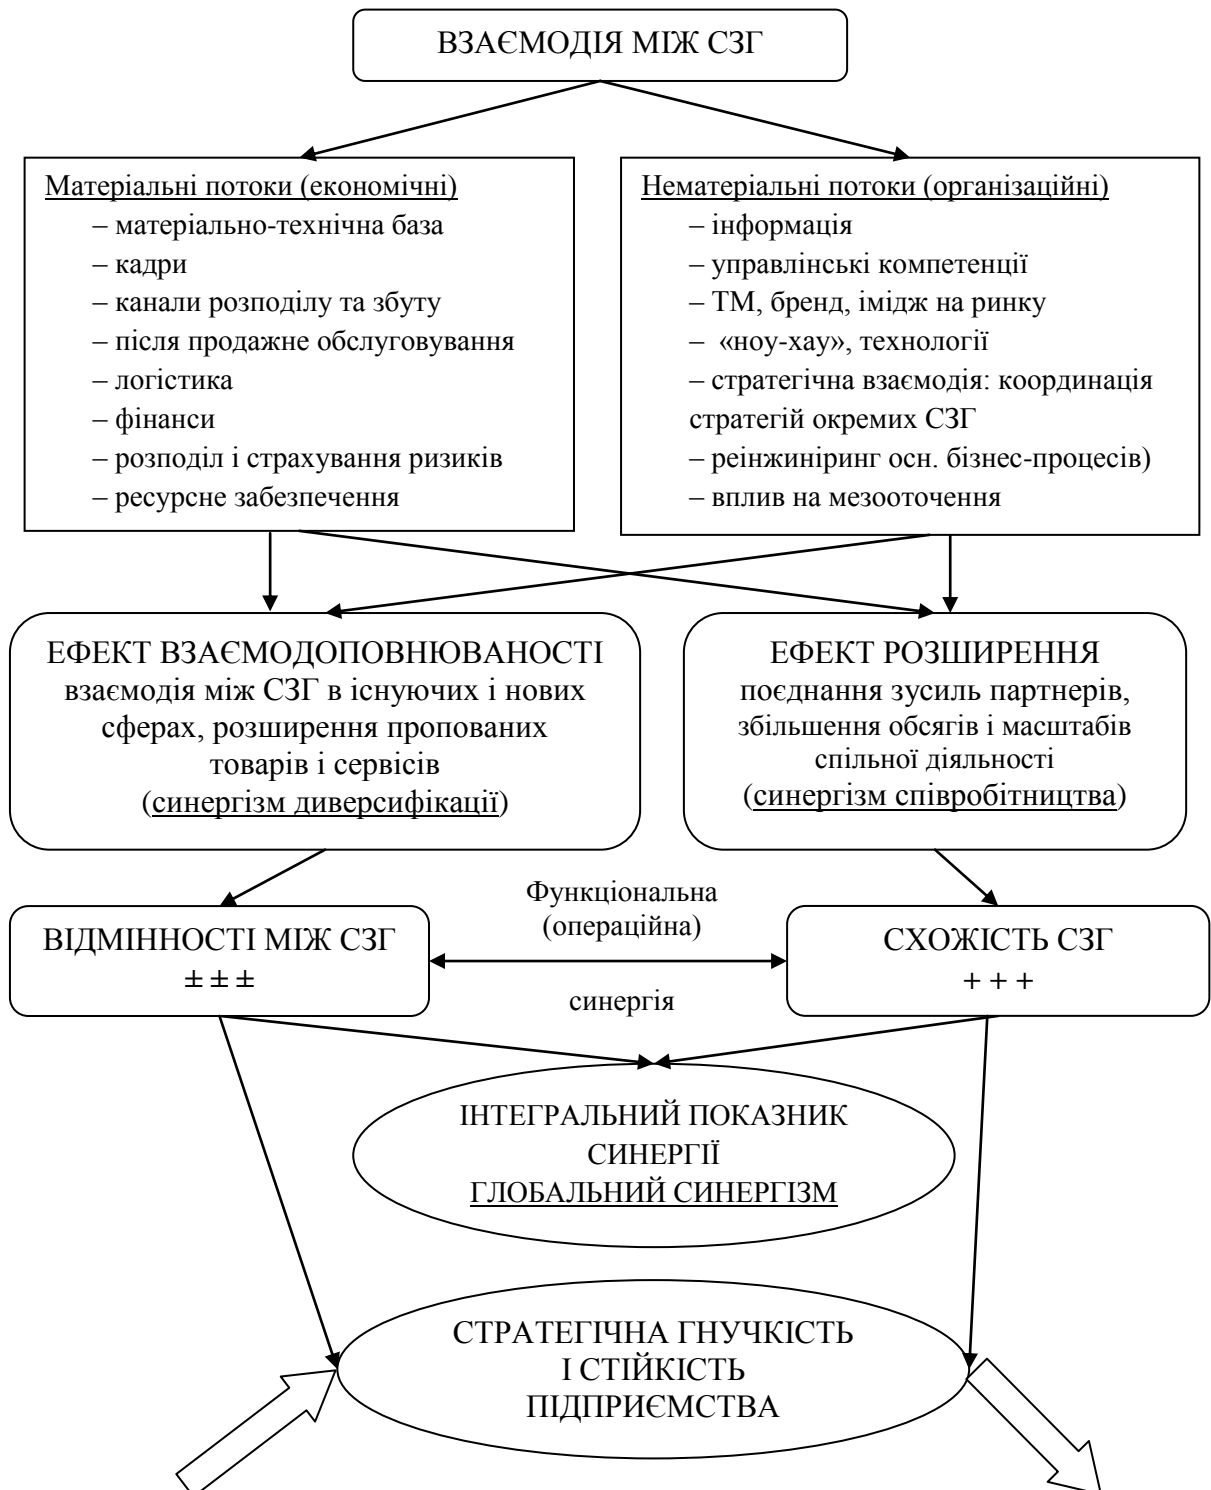 ВЗАЄМОДІЯ МІЖ СЗГ
Матеріальні потоки (економічні)
– матеріально-технічна база
– кадри
– канали розподілу та збуту
– після продажне обслуговування
– логістика
– фінанси
– розподіл і страхування ризиків
– ресурсне забезпечення
Нематеріальні потоки (організаційні)
– інформація
– управлінські компетенції
– ТМ, бренд, імідж на ринку
– «ноу-хау», технології
– стратегічна взаємодія: координація
стратегій окремих СЗГ
– реінжиніринг осн. бізнес-процесів)
– вплив на мезооточення
ЕФЕКТ ВЗАЄМОДОПОВНЮВАНОСТІ
взаємодія між СЗГ в існуючих і нових
сферах, розширення пропованих
товарів і сервісів
(синергізм диверсифікації)
ЕФЕКТ РОЗШИРЕННЯ
поєднання зусиль партнерів,
збільшення обсягів і масштабів
спільної діяльності
(синергізм співробітництва)
ВІДМІННОСТІ МІЖ СЗГ
± ± ±
Функціональна
(операційна)
синергія
СХОЖІСТЬ СЗГ
+ + +
ІНТЕГРАЛЬНИЙ ПОКАЗНИК
СИНЕРГІЇ
ГЛОБАЛЬНИЙ СИНЕРГІЗМ
СТРАТЕГІЧНА ГНУЧКІСТЬ
І СТІЙКІСТЬ
ПІДПРИЄМСТВА